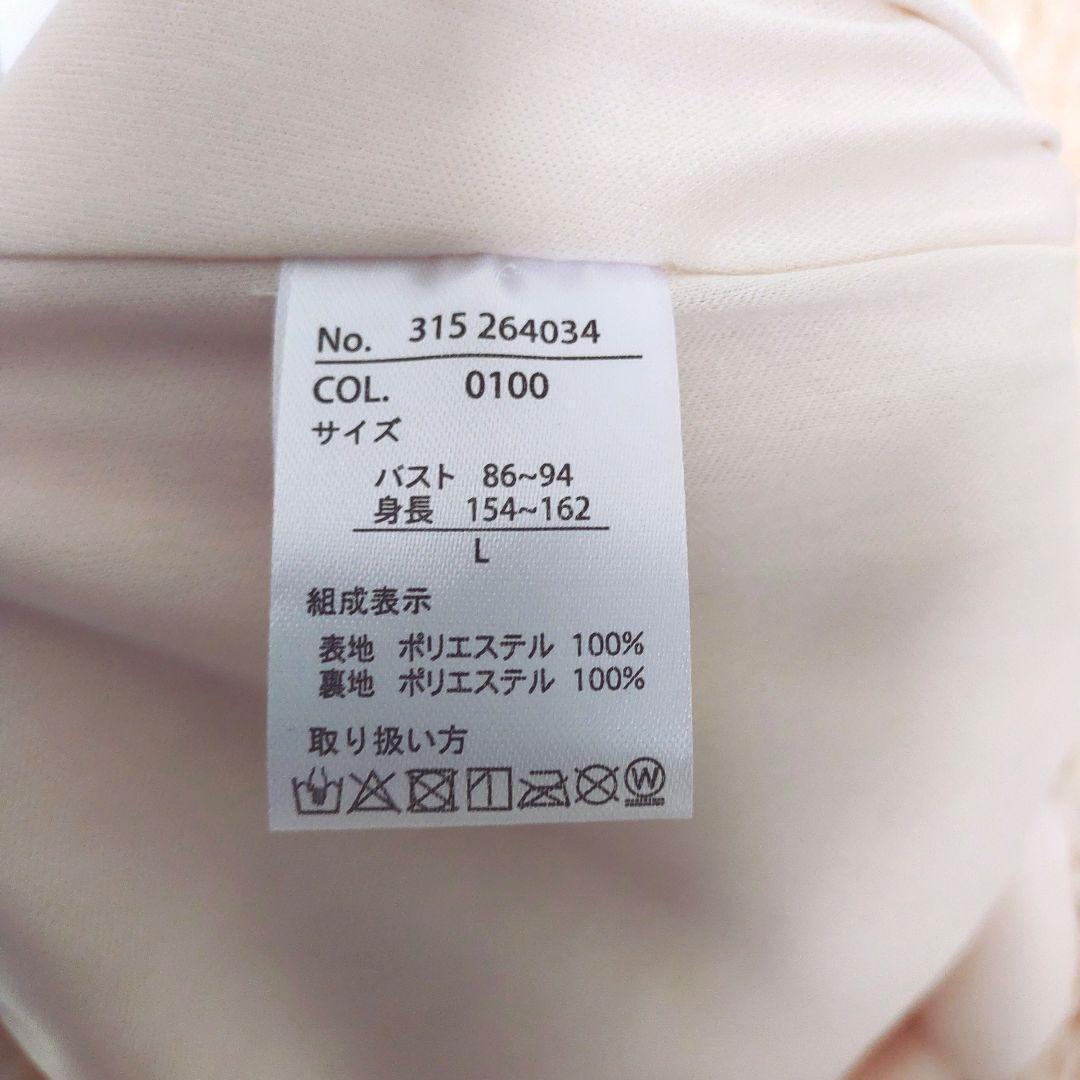 No. 315 264034
COL. 0100
サイズ
バスト 86~94
身長 154~162
L
組成表示
表地 ポリエステル 100%
裏地 ポリエステル 100%
取り扱い方
W